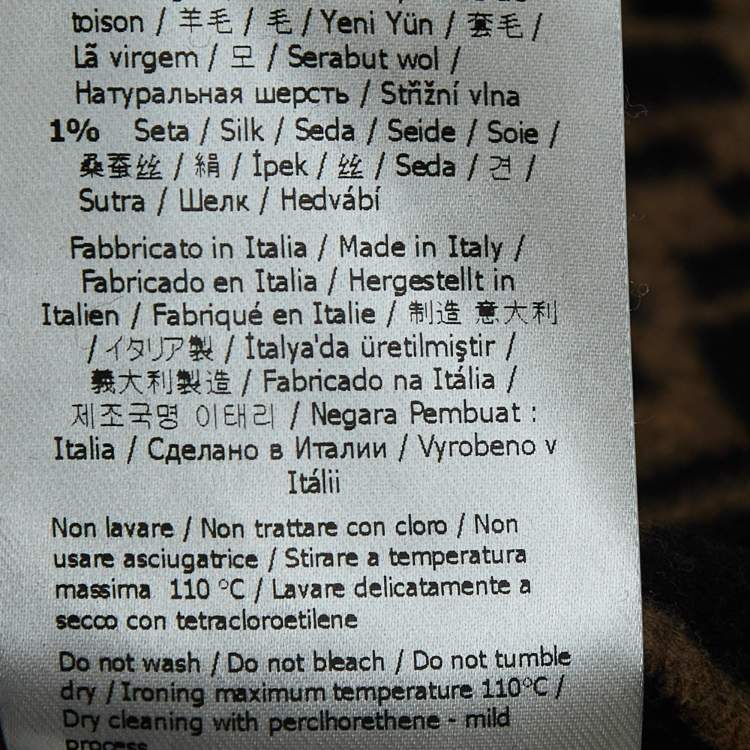 toison / 羊毛 / 毛 / Yeni Yün / 套毛 /
Lã virgem / 모 / Serabut wol /
Натуральная шерсть / Střižní vlna
1% Seta / Silk / Seda / Seide / Soie /
桑蚕丝 / 絹 / İpek / 丝 / Seda / 견 /
Sutra / Шелк / Hedvábí
Fabbricato in Italia / Made in Italy /
Fabricado en Italia / Hergestellt in
Italien / Fabriqué en Italie / 制造 意大利
/ イタリア製 / İtalya'da üretilmiştir /
義大利製造 / Fabricado na Itália /
제조국명 이태리 / Negara Pembuat :
Italia / Сделано в Италии / Vyrobeno v
Itálii
Non lavare / Non trattare con cloro / Non
usare asciugatrice / Stirare a temperatura
massima 110 °C / Lavare delicatamente a
secco con tetracloroetilene
Do not wash / Do not bleach / Do not tumble
dry / Ironing maximum temperature 110°C /
Dry cleaning with perclhorethene - mild
process